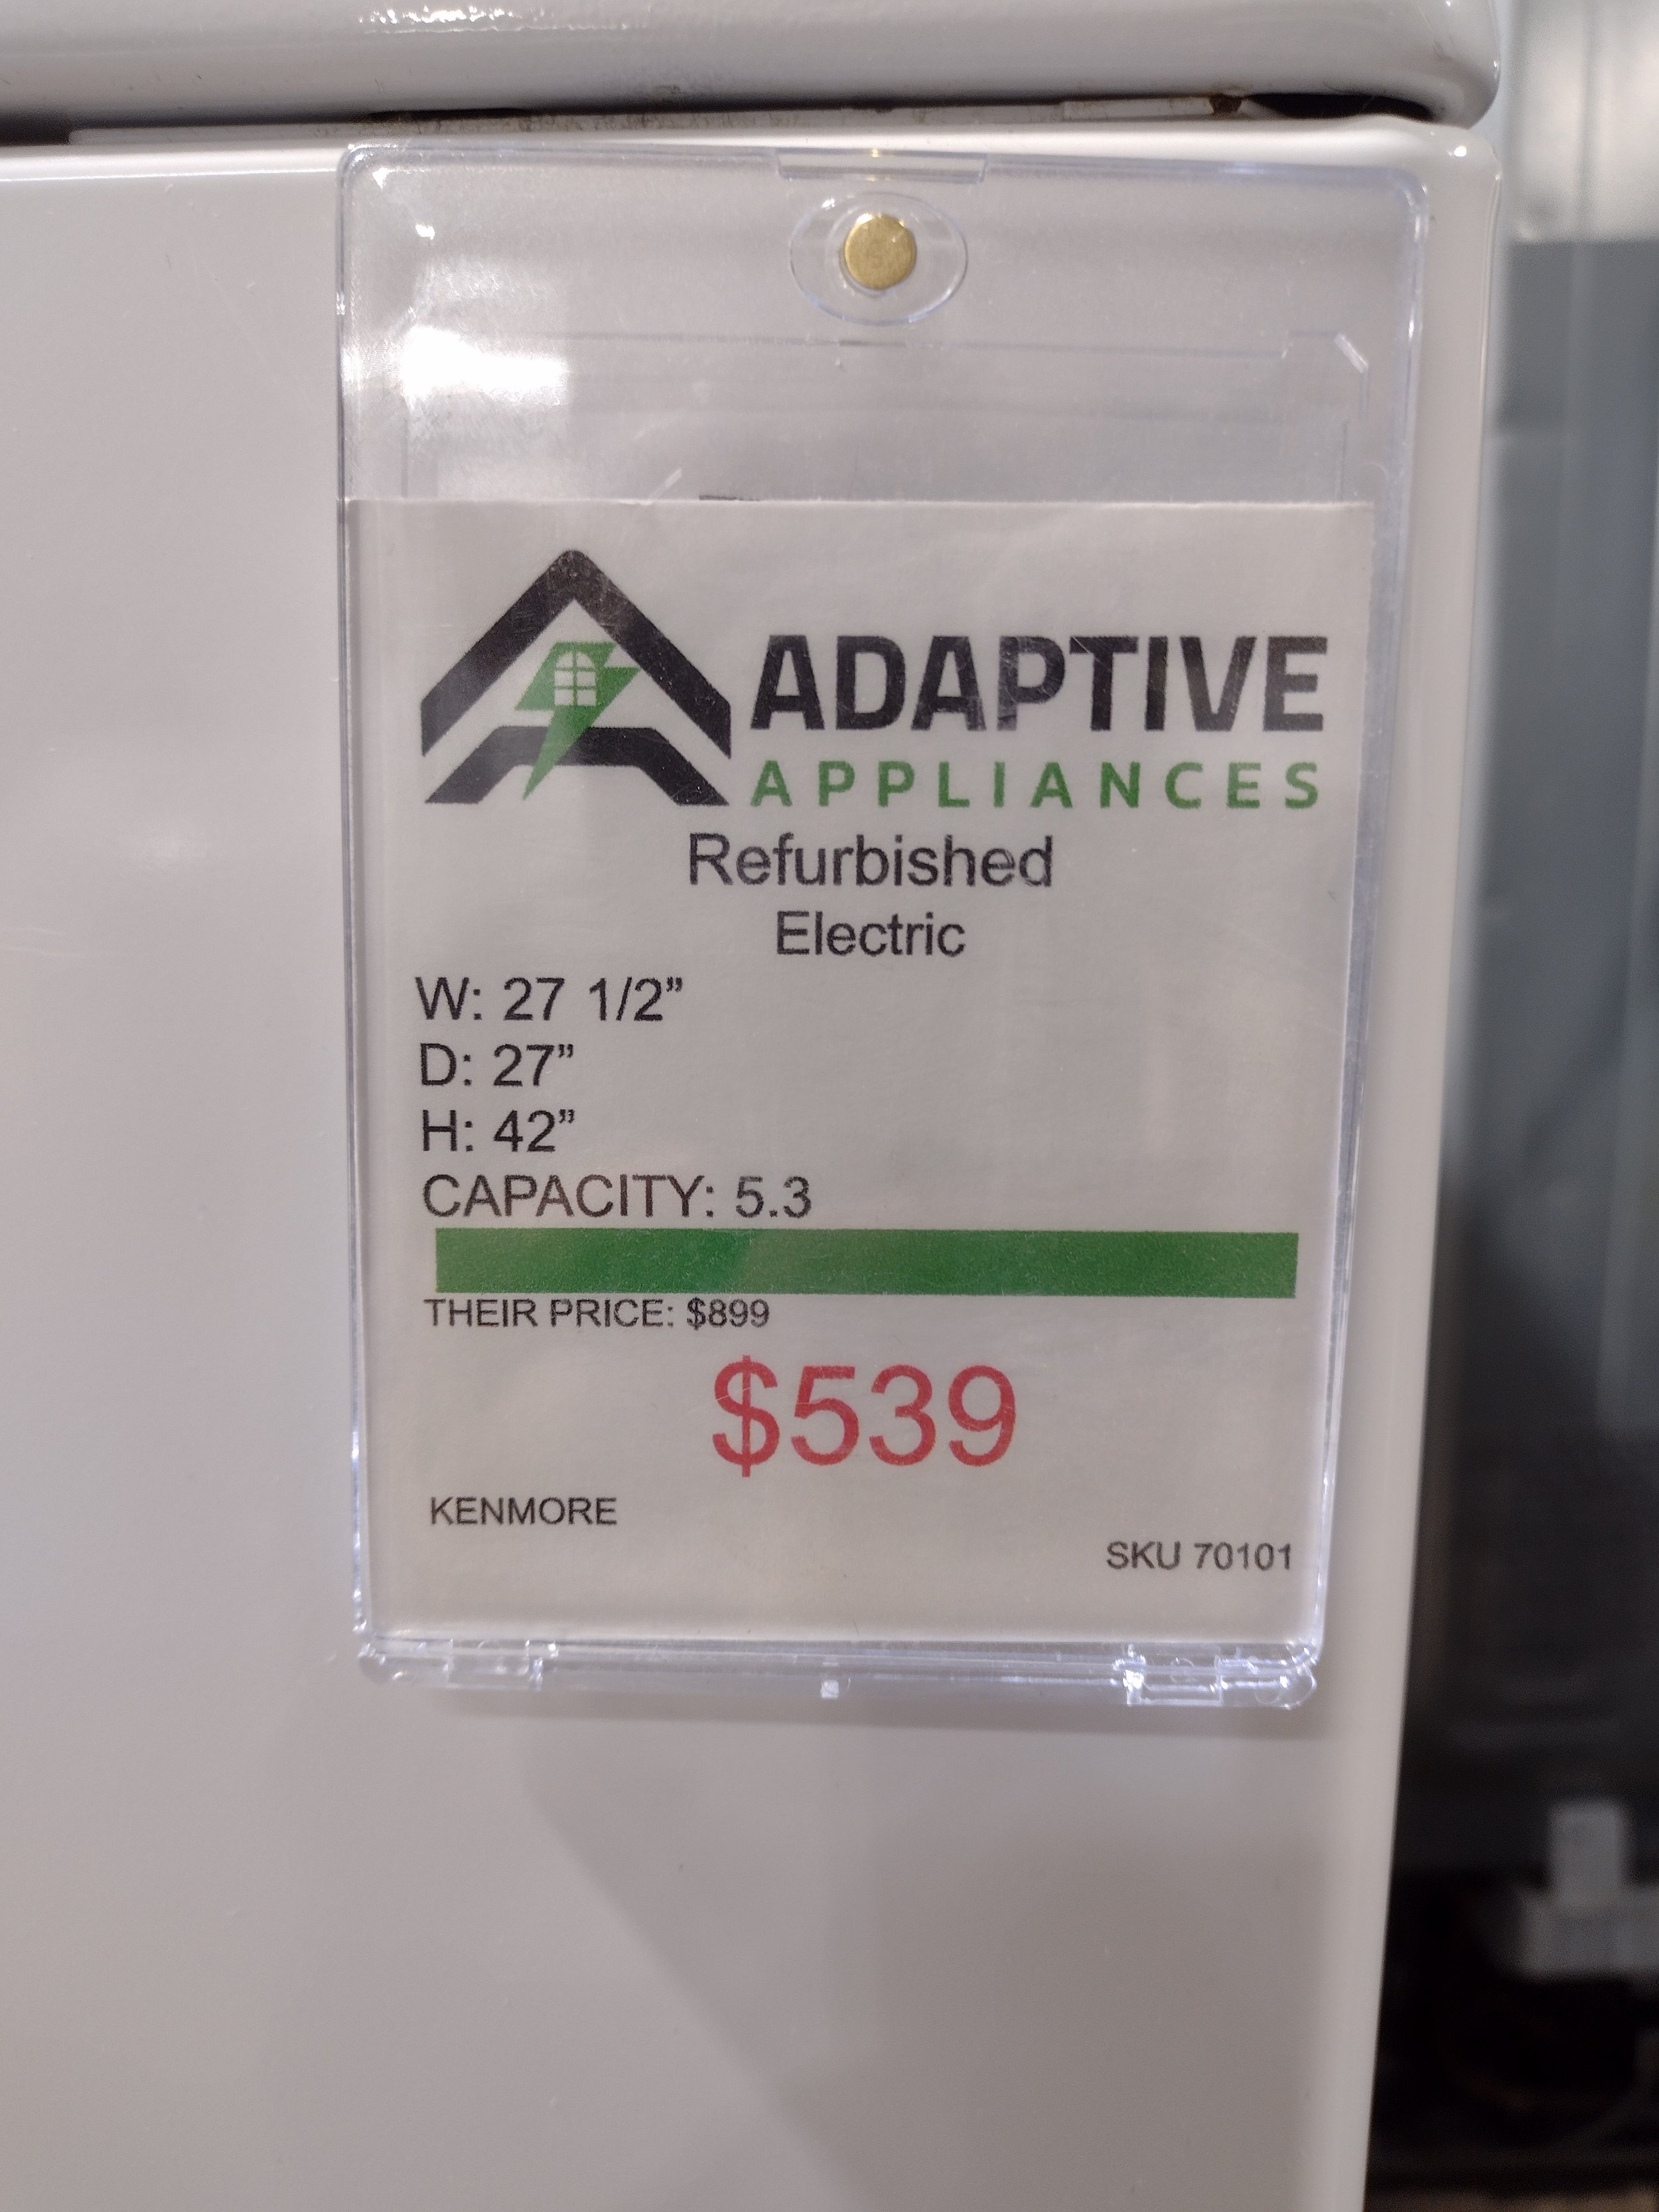 ADAPTIVE
APPLIANCES
Refurbished
Electric
W: 27 1/2”
D: 27”
H: 42”
CAPACITY: 5.3
THEIR PRICE: $899
$539
KENMORE
SKU 70101